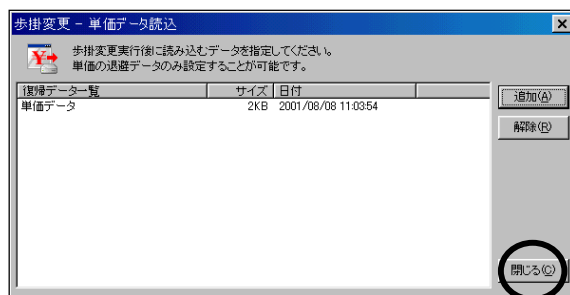 歩掛変更 - 単価データ読込
歩掛変更実行後に読み込むデータを指定してください。
単価の退避データのみ設定することが可能です。
復帰データ一覧 サイズ 日付
単価データ 2KB 2001/08/08 11:03:54
追加(A)
解除(R)
閉じる(C)